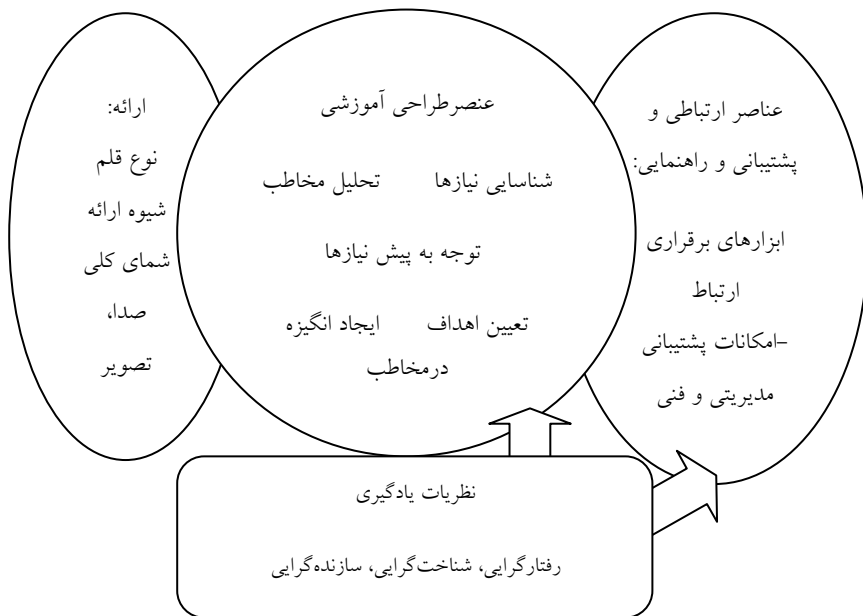 عناصر ارتباطی و
پشتیبانی و راهنمایی:
ابزارهای برقراری
ارتباط
-امکانات پشتیبانی
مدیریتی و فنی
عنصرطراحی آموزشی
شناسایی نیازها تحلیل مخاطب
توجه به پیش نیازها
تعیین اهداف ایجاد انگیزه
درمخاطب
ارائه:
نوع قلم
شیوه ارائه
شمای کلی
صدا،
تصویر
نظریات یادگیری
رفتارگرایی، شناخت‌گرایی، سازنده‌گرایی